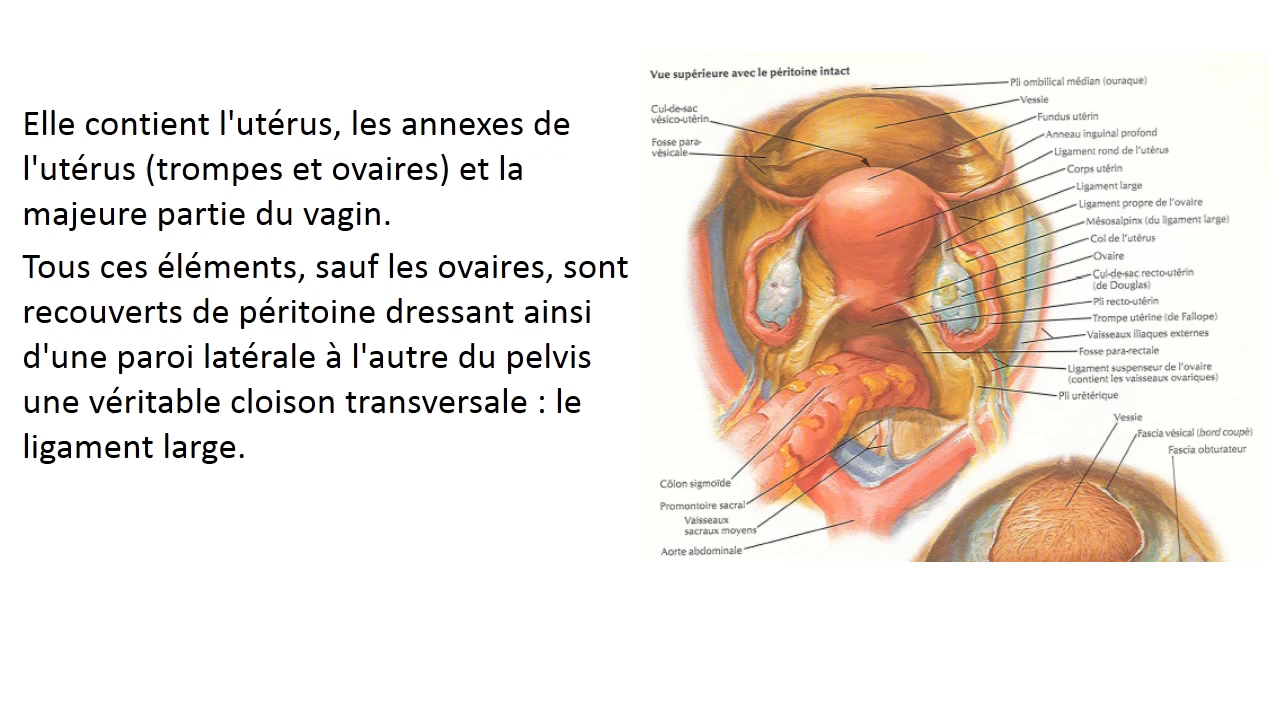 Elle contient l'utérus, les annexes de
l'utérus (trompes et ovaires) et la
majeure partie du vagin.
Tous ces éléments, sauf les ovaires, sont
recouverts de péritoine dressant ainsi
d'une paroi latérale à l'autre du pelvis
une véritable cloison transversale : le
ligament large.
Vue supérieure avec le péritoine intact
Cul-de-sac
vésico-utérin
Fosse para-
vésicale
Pli ombilical médian (ouraque)
Vessie
Fundus utérin
Anneau inguinal profond
Ligament rond de l'utérus
Corps utérin
Ligament large
Ligament propre de l'ovaire
Mésosalpinx (du ligament large)
Col de l'utérus
Ovaire
Cul-de-sac recto-utérin
(de Douglas)
Pli recto-utérin
Trompe utérine (de Fallope)
Vaisseaux iliaques externes
Fosse para-rectale
Ligament suspenseur de l'ovaire
(contient les vaisseaux ovariques)
Pli urétérique
Côlon sigmoïde
Promontoire sacral
Vaisseaux
sacraux moyens
Aorte abdominale
Vessie
Fascia vésical (bord coupé)
Fascia obturateur